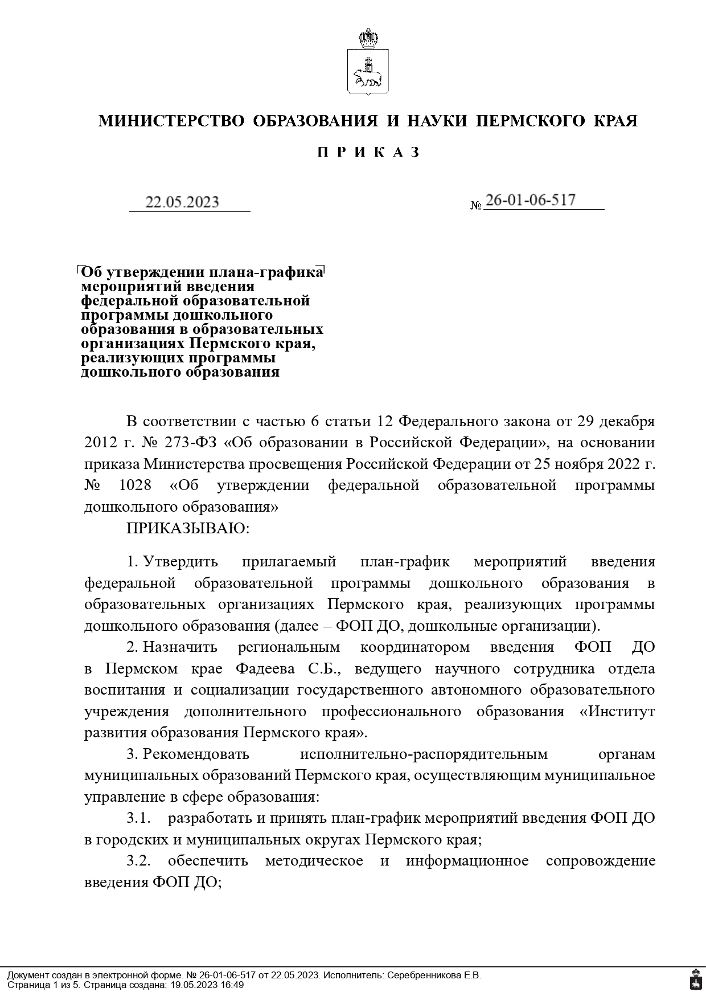 МИНИСТЕРСТВО ОБРАЗОВАНИЯ И НАУКИ ПЕРМСКОГО КРАЯ
П Р И К А З
22.05.2023
№ 26-01-06-517
Об утверждении плана-графика
мероприятий введения
федеральной образовательной
программы дошкольного
образования в образовательных
организациях Пермского края,
реализующих программы
дошкольного образования
В соответствии с частью 6 статьи 12 Федерального закона от 29 декабря
2012 г. № 273-ФЗ «Об образовании в Российской Федерации», на основании
приказа Министерства просвещения Российской Федерации от 25 ноября 2022 г.
№ 1028 «Об утверждении федеральной образовательной программы
дошкольного образования»
ПРИКАЗЫВАЮ:
1. Утвердить прилагаемый план-график мероприятий введения
федеральной образовательной программы дошкольного образования в
образовательных организациях Пермского края, реализующих программы
дошкольного образования (далее – ФОП ДО, дошкольные организации).
2. Назначить региональным координатором введения ФОП ДО
в Пермском крае Фадеева С.Б., ведущего научного сотрудника отдела
воспитания и социализации государственного автономного образовательного
учреждения дополнительного профессионального образования «Институт
развития образования Пермского края».
3. Рекомендовать исполнительно-распорядительным органам
муниципальных образований Пермского края, осуществляющим муниципальное
управление в сфере образования:
3.1. разработать и принять план-график мероприятий введения ФОП ДО
в городских и муниципальных округах Пермского края;
3.2. обеспечить методическое и информационное сопровождение
введения ФОП ДО;
Документ создан в электронной форме. № 26-01-06-517 от 22.05.2023. Исполнитель: Серебренникова Е.В.
Страница 1 из 5. Страница создана: 19.05.2023 16:49